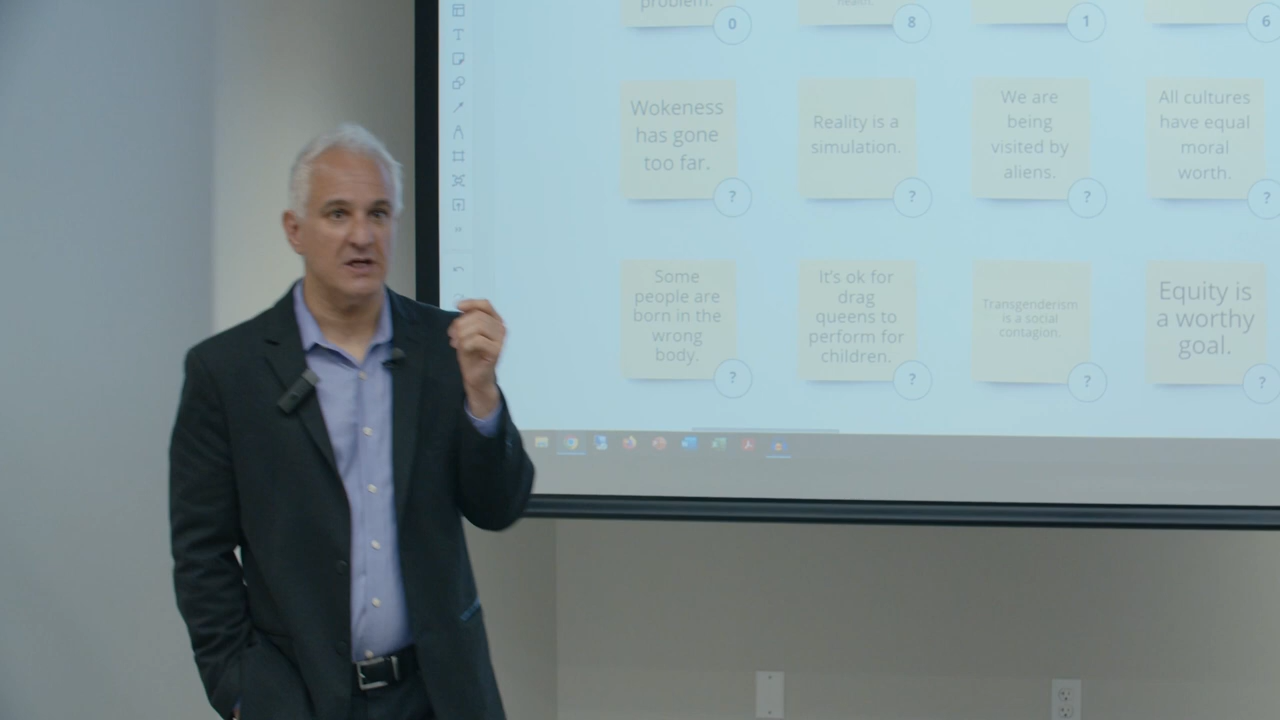 problem.
health.
0
8
1
6
Wokeness
has gone
too far.
?
Reality is a
simulation.
?
We are
being
visited by
aliens.
?
All cultures
have equal
moral
worth.
?
Some
people are
born in the
wrong
body.
?
It's ok for
drag
queens to
perform for
children.
?
Transgenderism
is a social
contagion.
?
Equity is
a worthy
goal.
?